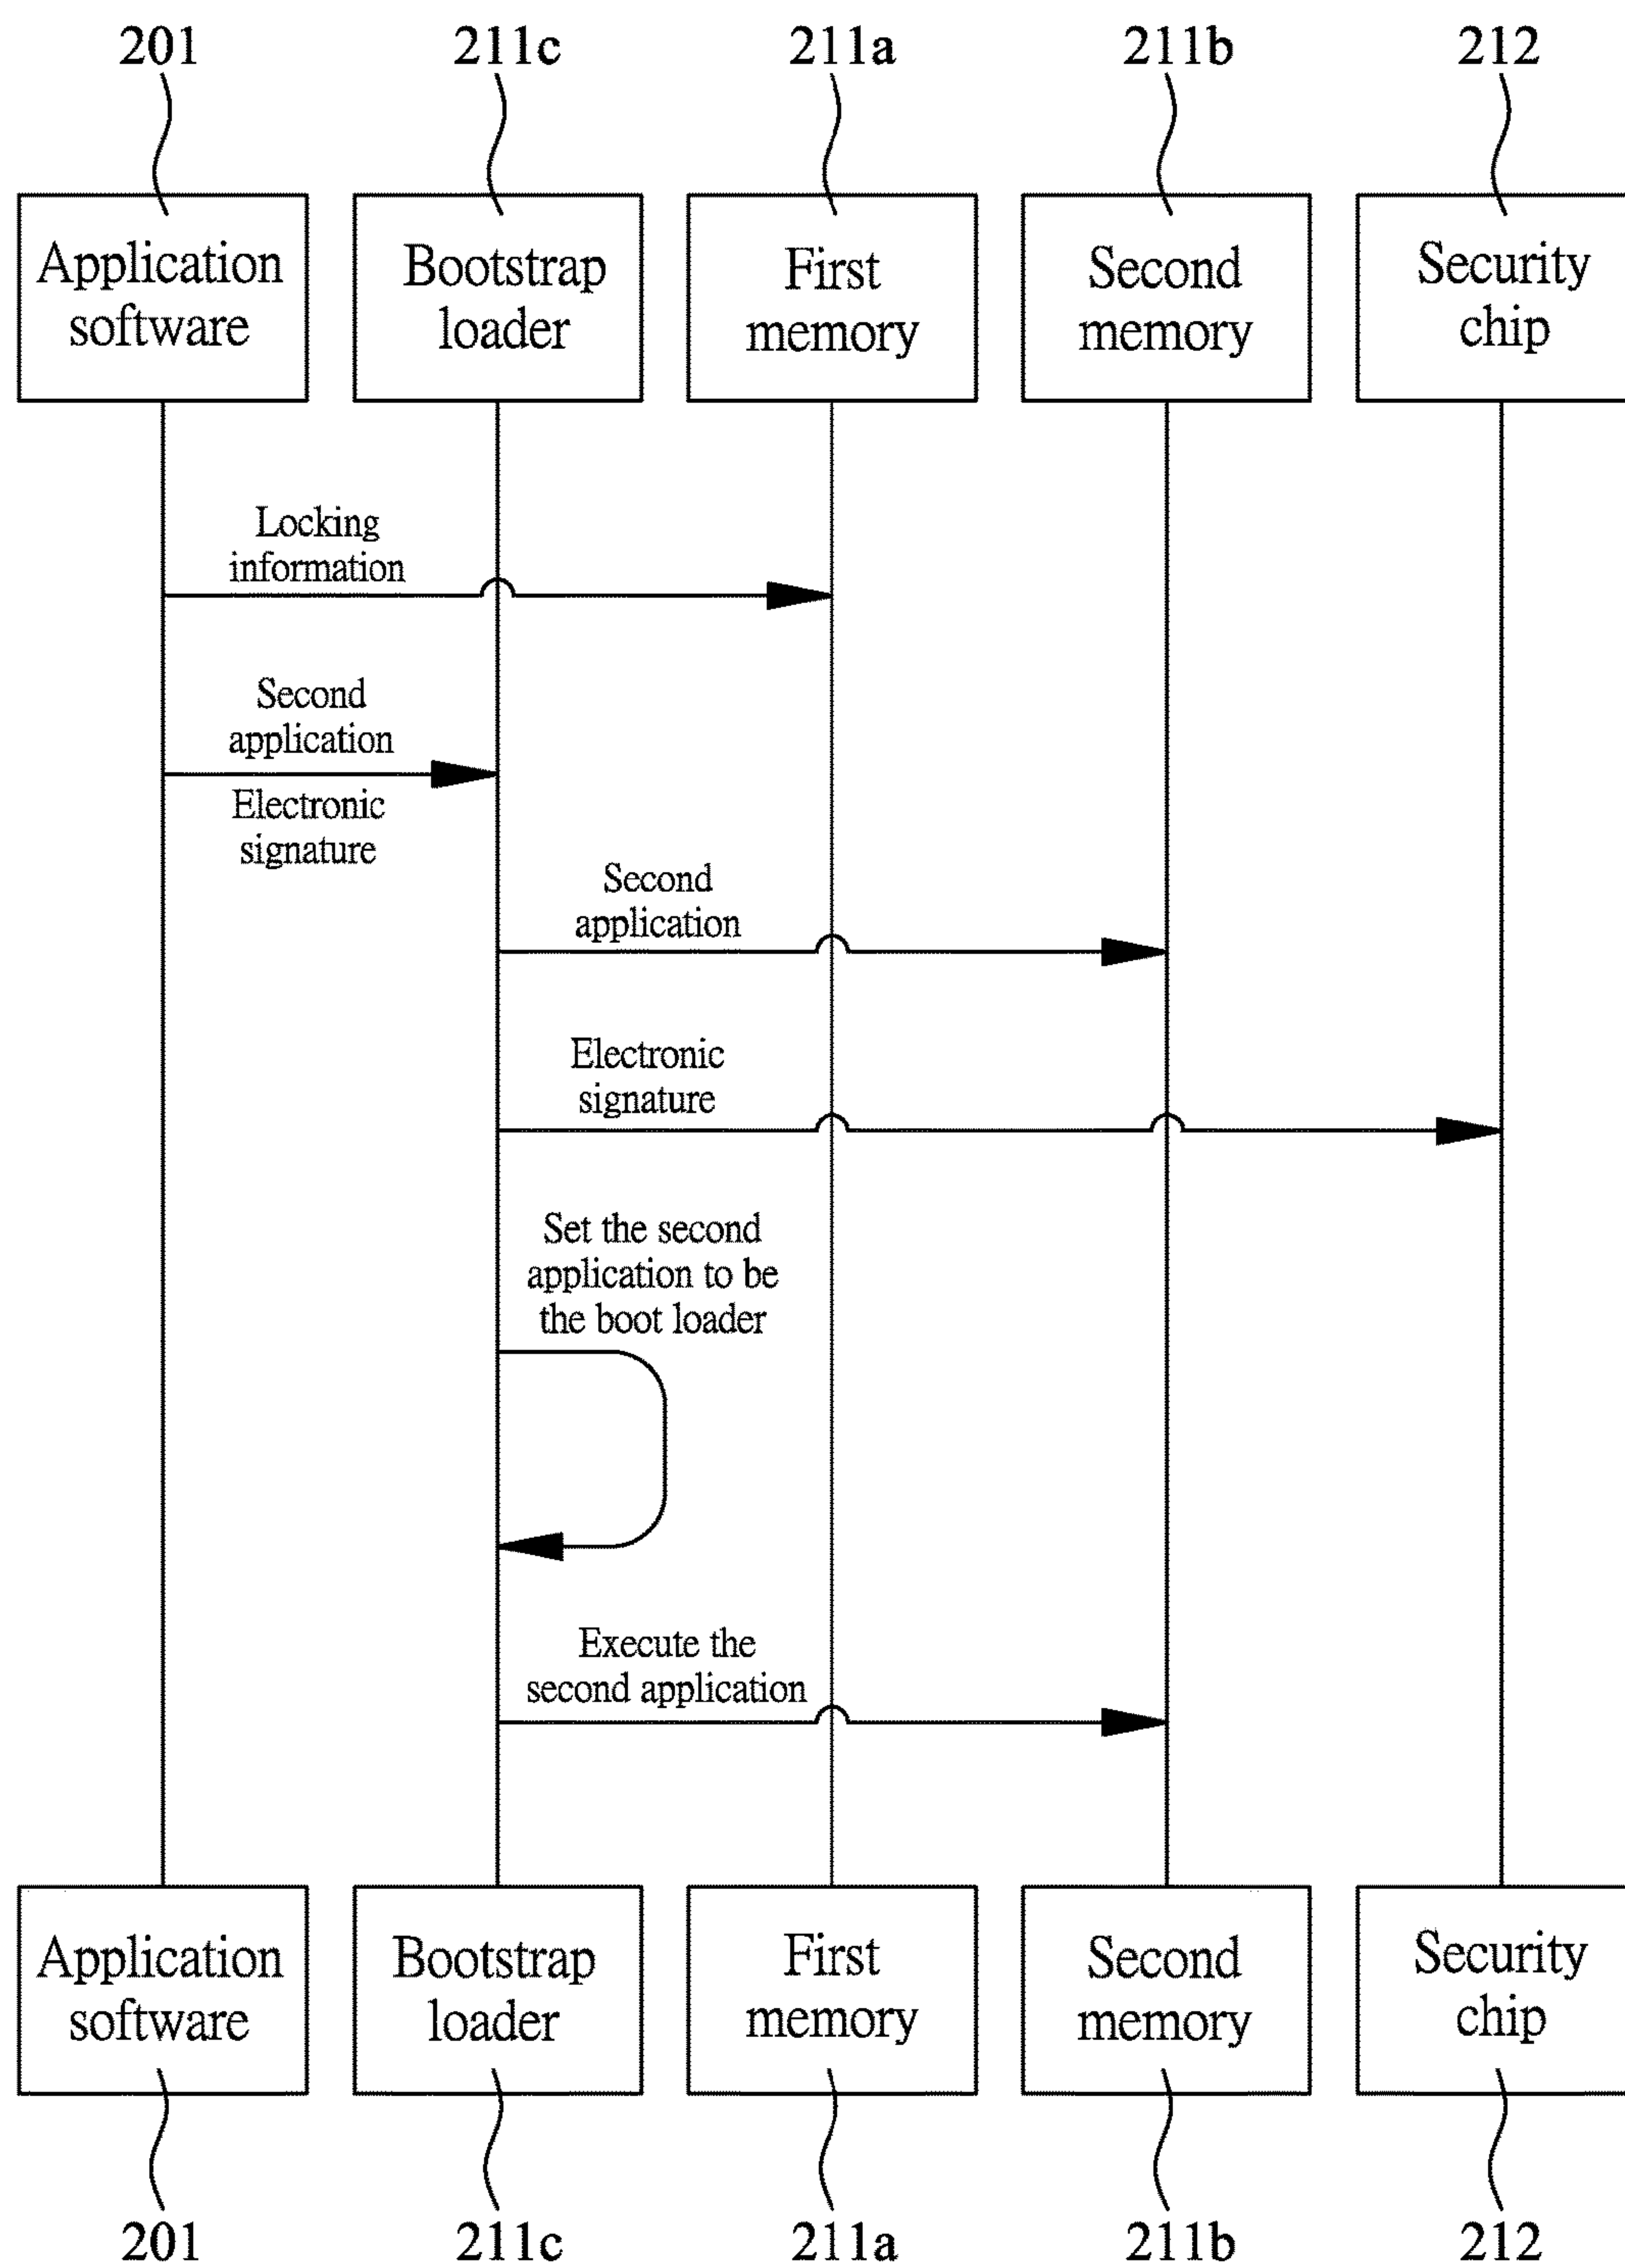 201
211c
211a
211b
212
Application
software
Bootstrap
loader
First
memory
Second
memory
Security
chip
Locking
information
Second
application
Electronic
signature
Second
application
Electronic
signature
Set the second
application to be
the boot loader
Execute the
second application
Application
software
Bootstrap
loader
First
memory
Second
memory
Security
chip
201
211c
211a
211b
212